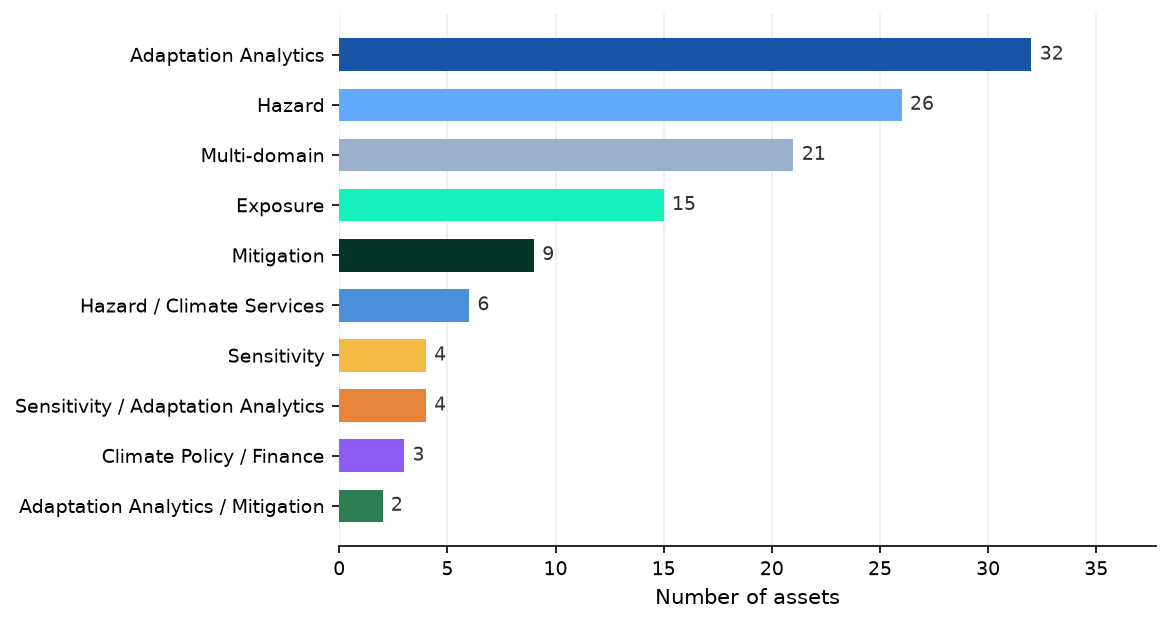 Adaptation Analytics 32
Hazard 26
Multi-domain 21
Exposure 15
Mitigation 9
Hazard / Climate Services 6
Sensitivity 4
Sensitivity / Adaptation Analytics 4
Climate Policy / Finance 3
Adaptation Analytics / Mitigation 2
0 5 10 15 20 25 30 35
Number of assets